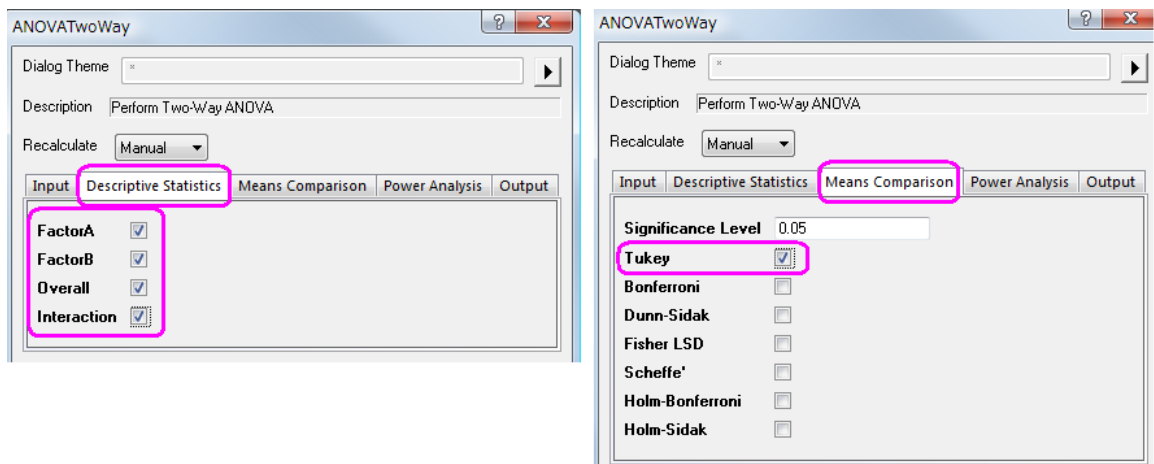 ANOVATwoWay
Dialog Theme *
Description Perform Two-Way ANOVA
Recalculate Manual
Input Descriptive Statistics Means Comparison Power Analysis Output
FactorA
FactorB
Overall
Interaction
ANOVATwoWay
Dialog Theme *
Description Perform Two-Way ANOVA
Recalculate Manual
Input Descriptive Statistics Means Comparison Power Analysis Output
Significance Level 0.05
Tukey
Bonferroni
Dunn-Sidak
Fisher LSD
Scheffe'
Holm-Bonferroni
Holm-Sidak